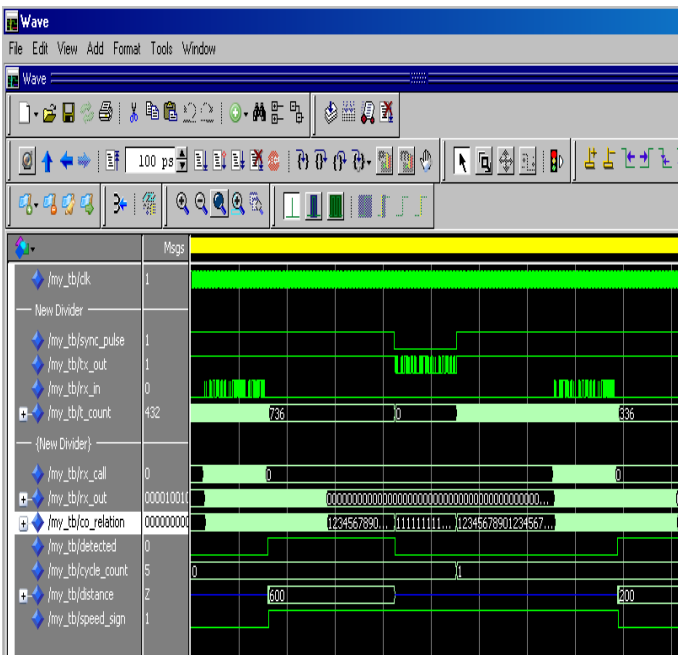 Wave
File Edit View Add Format Tools Window
Wave
100 ps
Msgs
/my_tb/clk 1
New Divider
/my_tb/sync_pulse 1
/my_tb/tx_out 1
/my_tb/rx_in 0
/my_tb/t_count 432 736 0 336
{New Divider}
/my_tb/rx_call 0 0 0
/my_tb/rx_out 000010010 000000000000000000000000000000000000000...
/my_tb/co_relation 000000000 1234567890... 111111111... 12345678901234567...
/my_tb/detected 0
/my_tb/cycle_count 5 0 1
/my_tb/distance Z 600 200
/my_tb/speed_sign 1